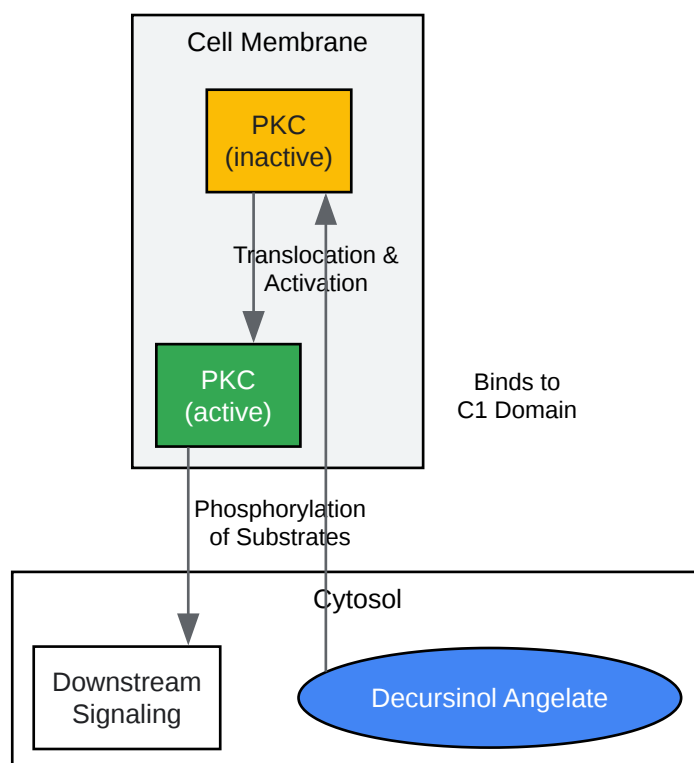 Cell Membrane
PKC
(inactive)
Translocation &
Activation
PKC
(active)
Binds to
C1 Domain
Phosphorylation
of Substrates
Cytosol
Downstream
Signaling
Decursinol Angelate